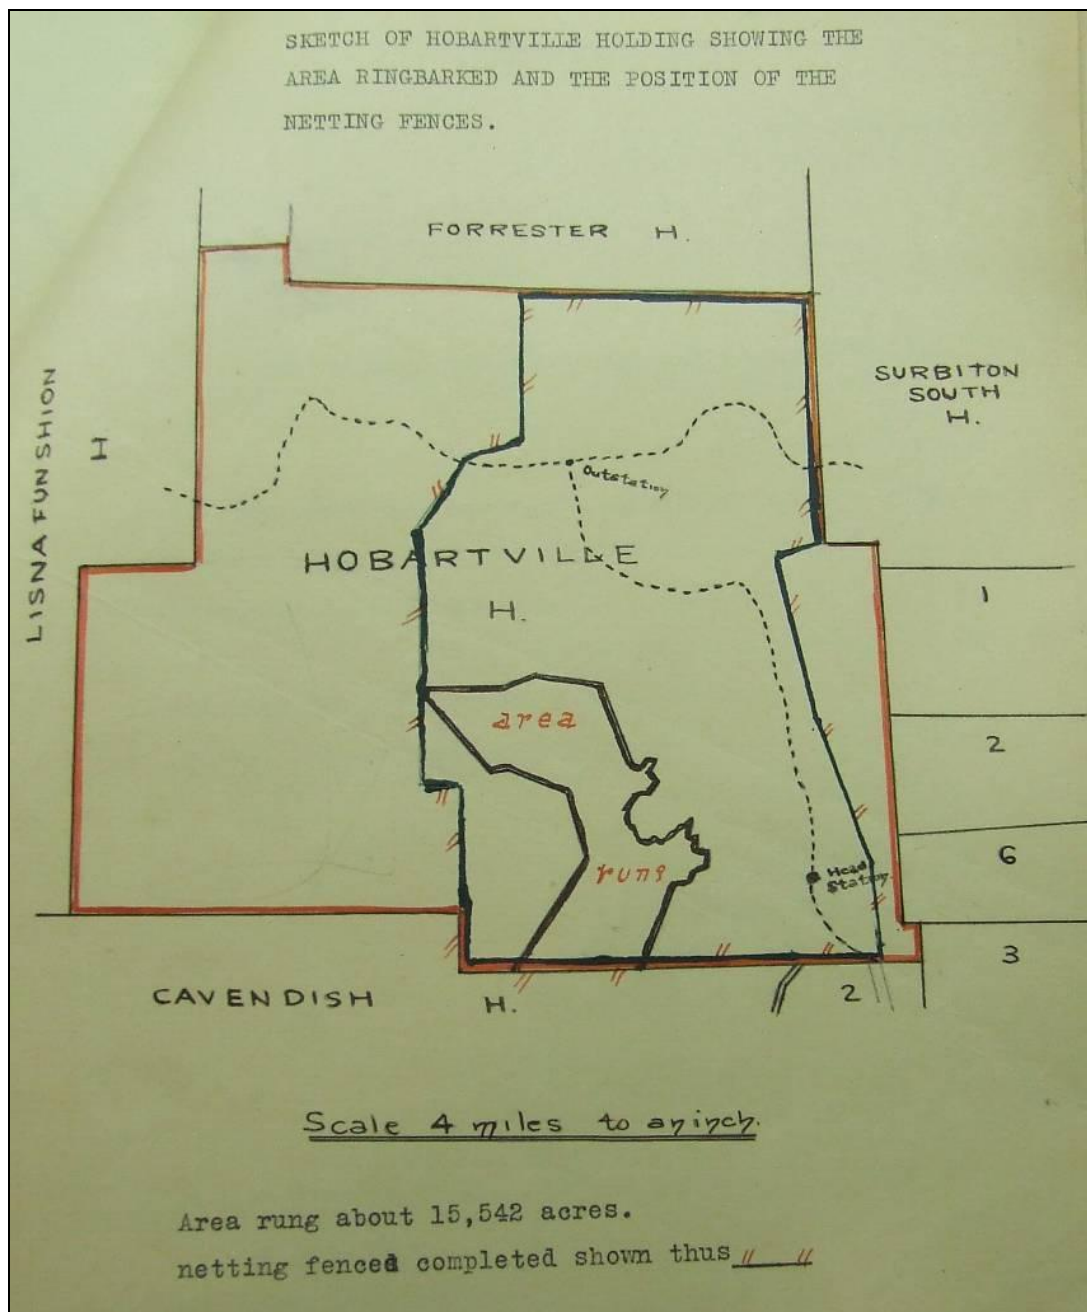 SKETCH OF HOBARTVILLE HOLDING SHOWING THE
AREA RINGBARKED AND THE POSITION OF THE
NETTING FENCES.
FORRESTER H.
LISNA FUNSHION
H
SURBITON
SOUTH
H.
Outstation
HOBARTVILLE
H.
1
area
2
6
rung
Head
Station
3
CAVENDISH H.
2
Scale 4 miles to an inch.
Area rung about 15,542 acres.
netting fenced completed shown thus